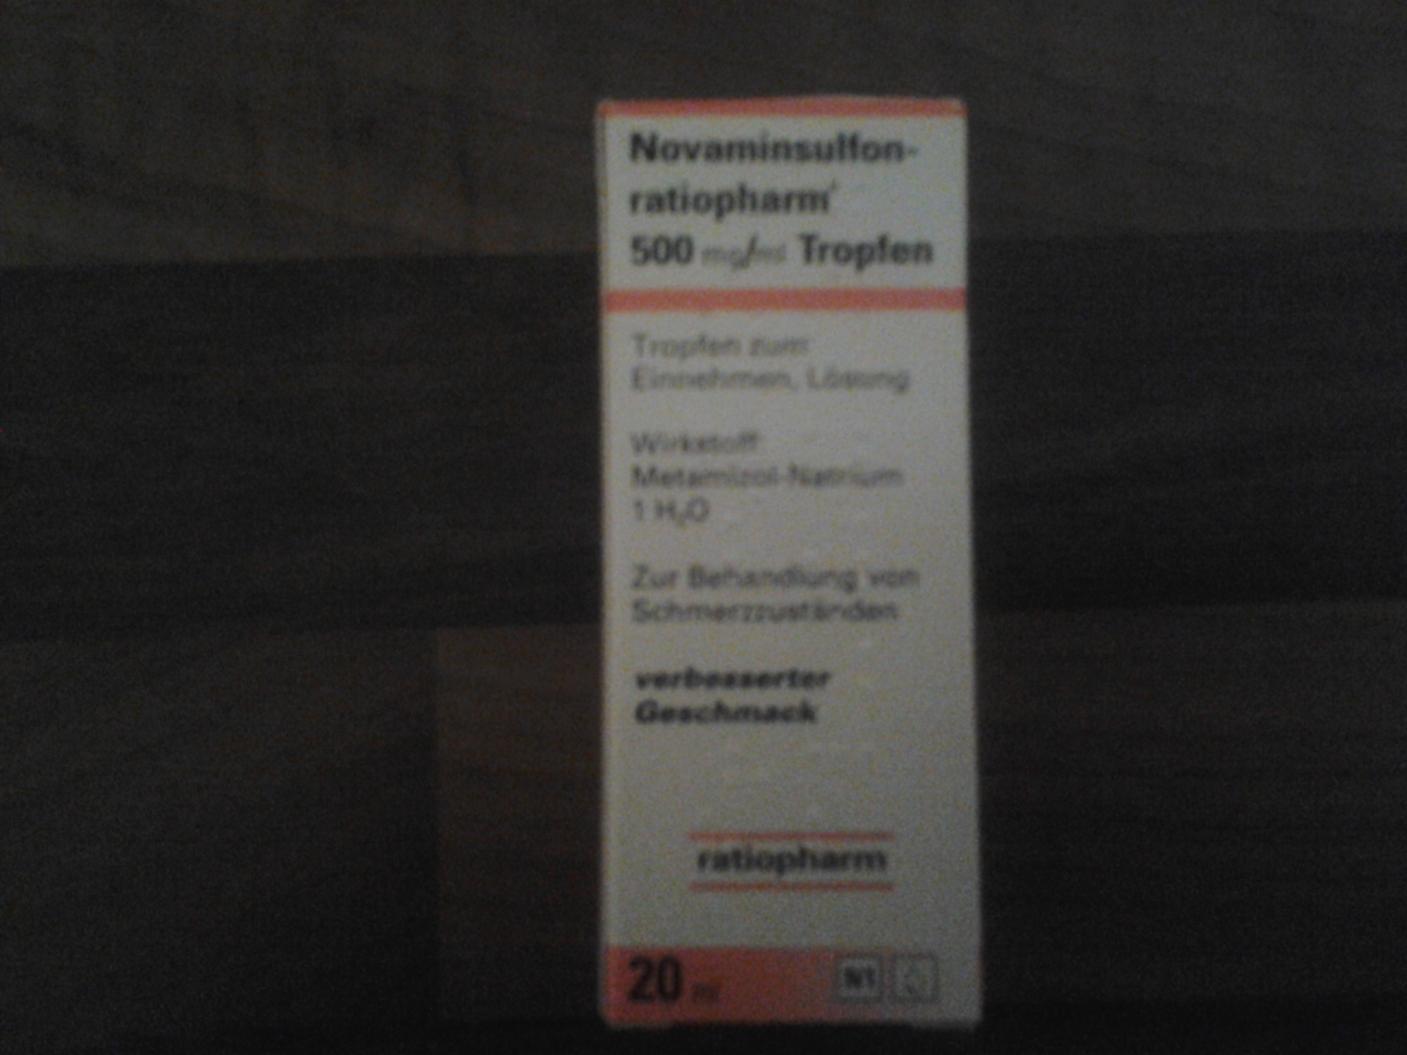 Novaminsulfon-
ratiopharm®
500 mg/ml Tropfen
Tropfen zum
Einnehmen, Lösung
Wirkstoff:
Metamizol-Natrium
1 H₂O
Zur Behandlung von
Schmerzzuständen
verbesserter
Geschmack
ratiopharm
20 ml N1